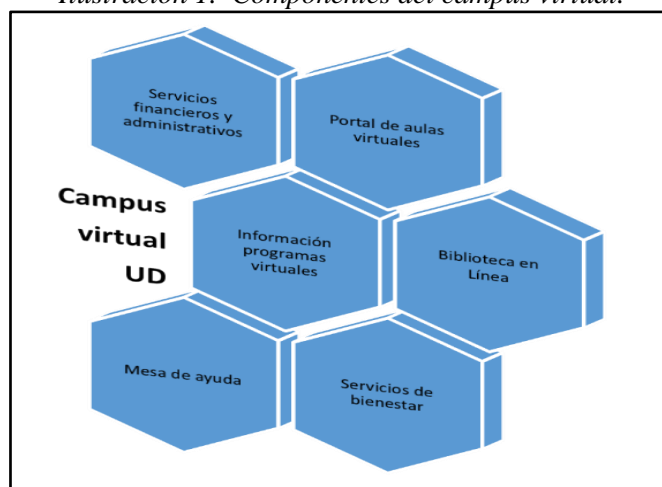 Ilustración 1. Componentes del campus virtual.
Servicios
financieros y
administrativos
Portal de aulas
virtuales
Campus
virtual
UD
Información
programas
virtuales
Biblioteca en
Línea
Mesa de ayuda
Servicios de
bienestar